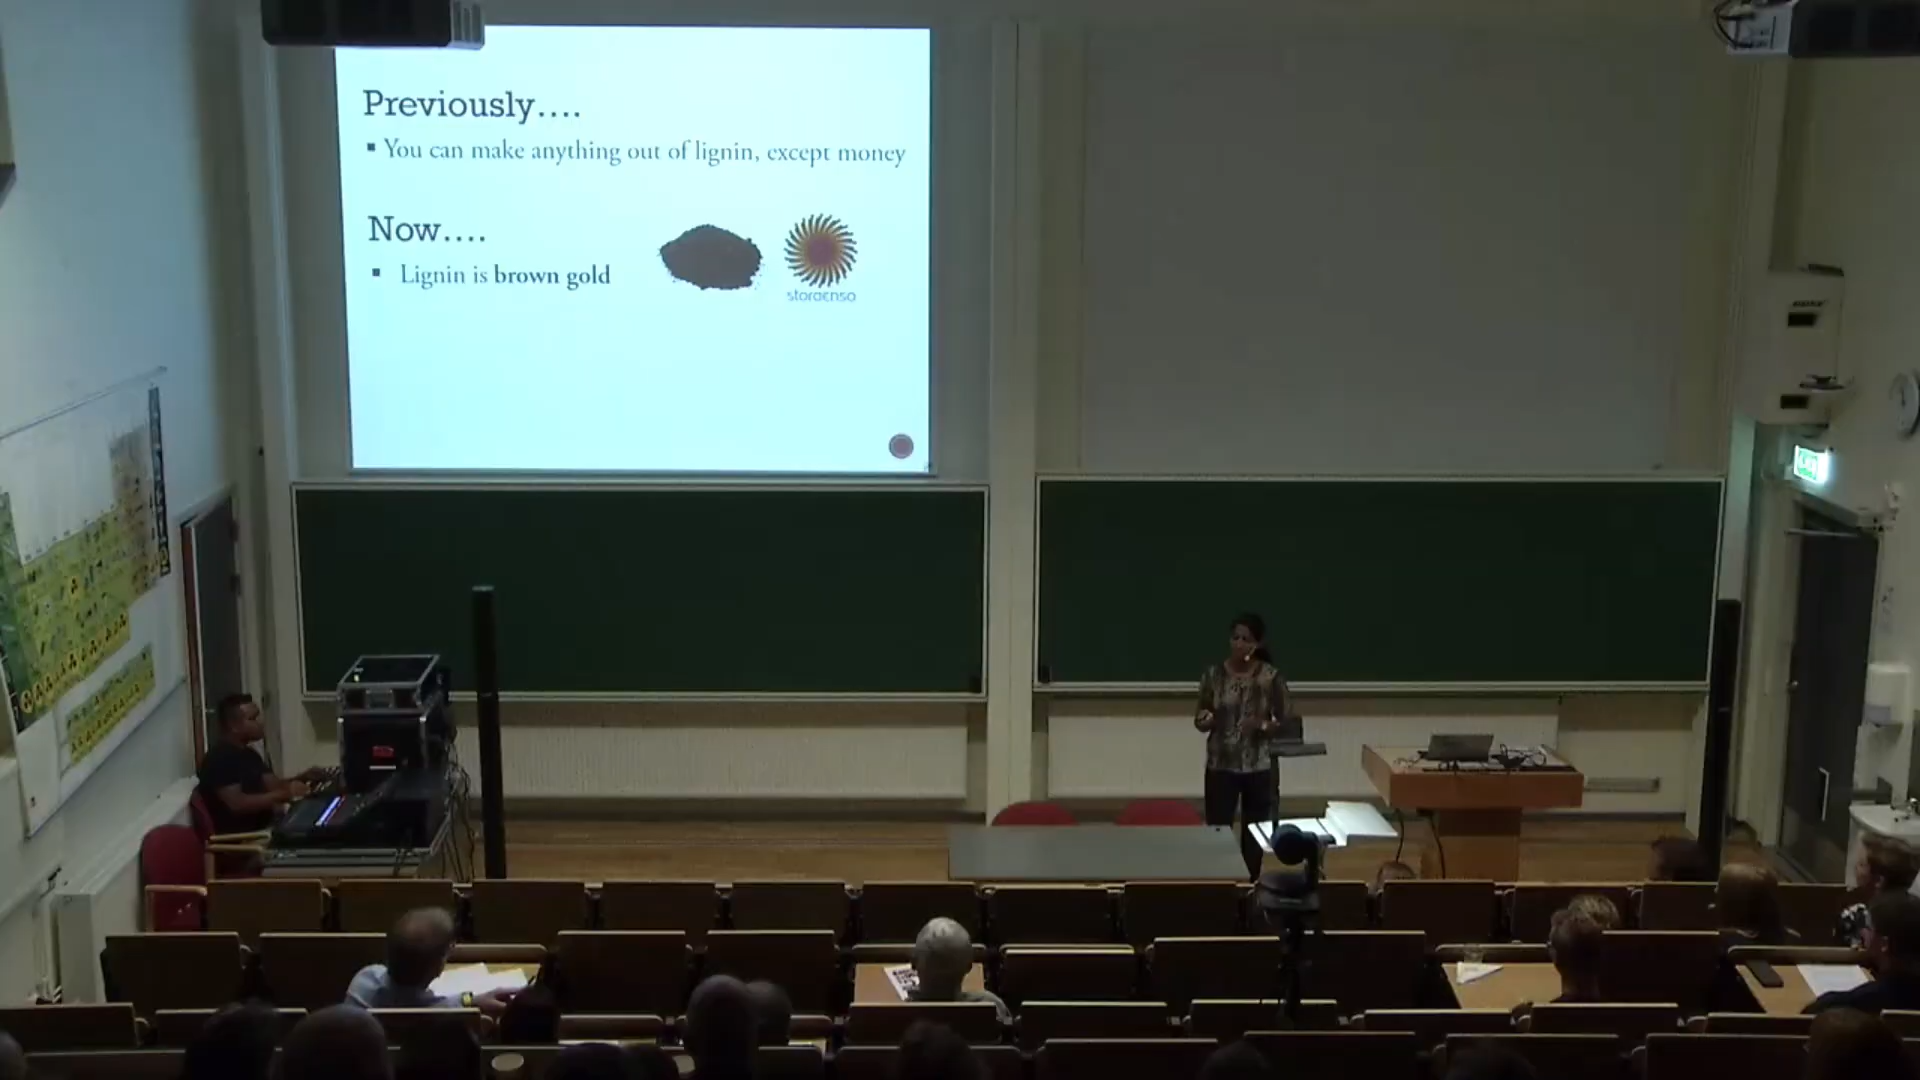 Previously....
▪ You can make anything out of lignin, except money
Now....
▪ Lignin is brown gold
storaenso